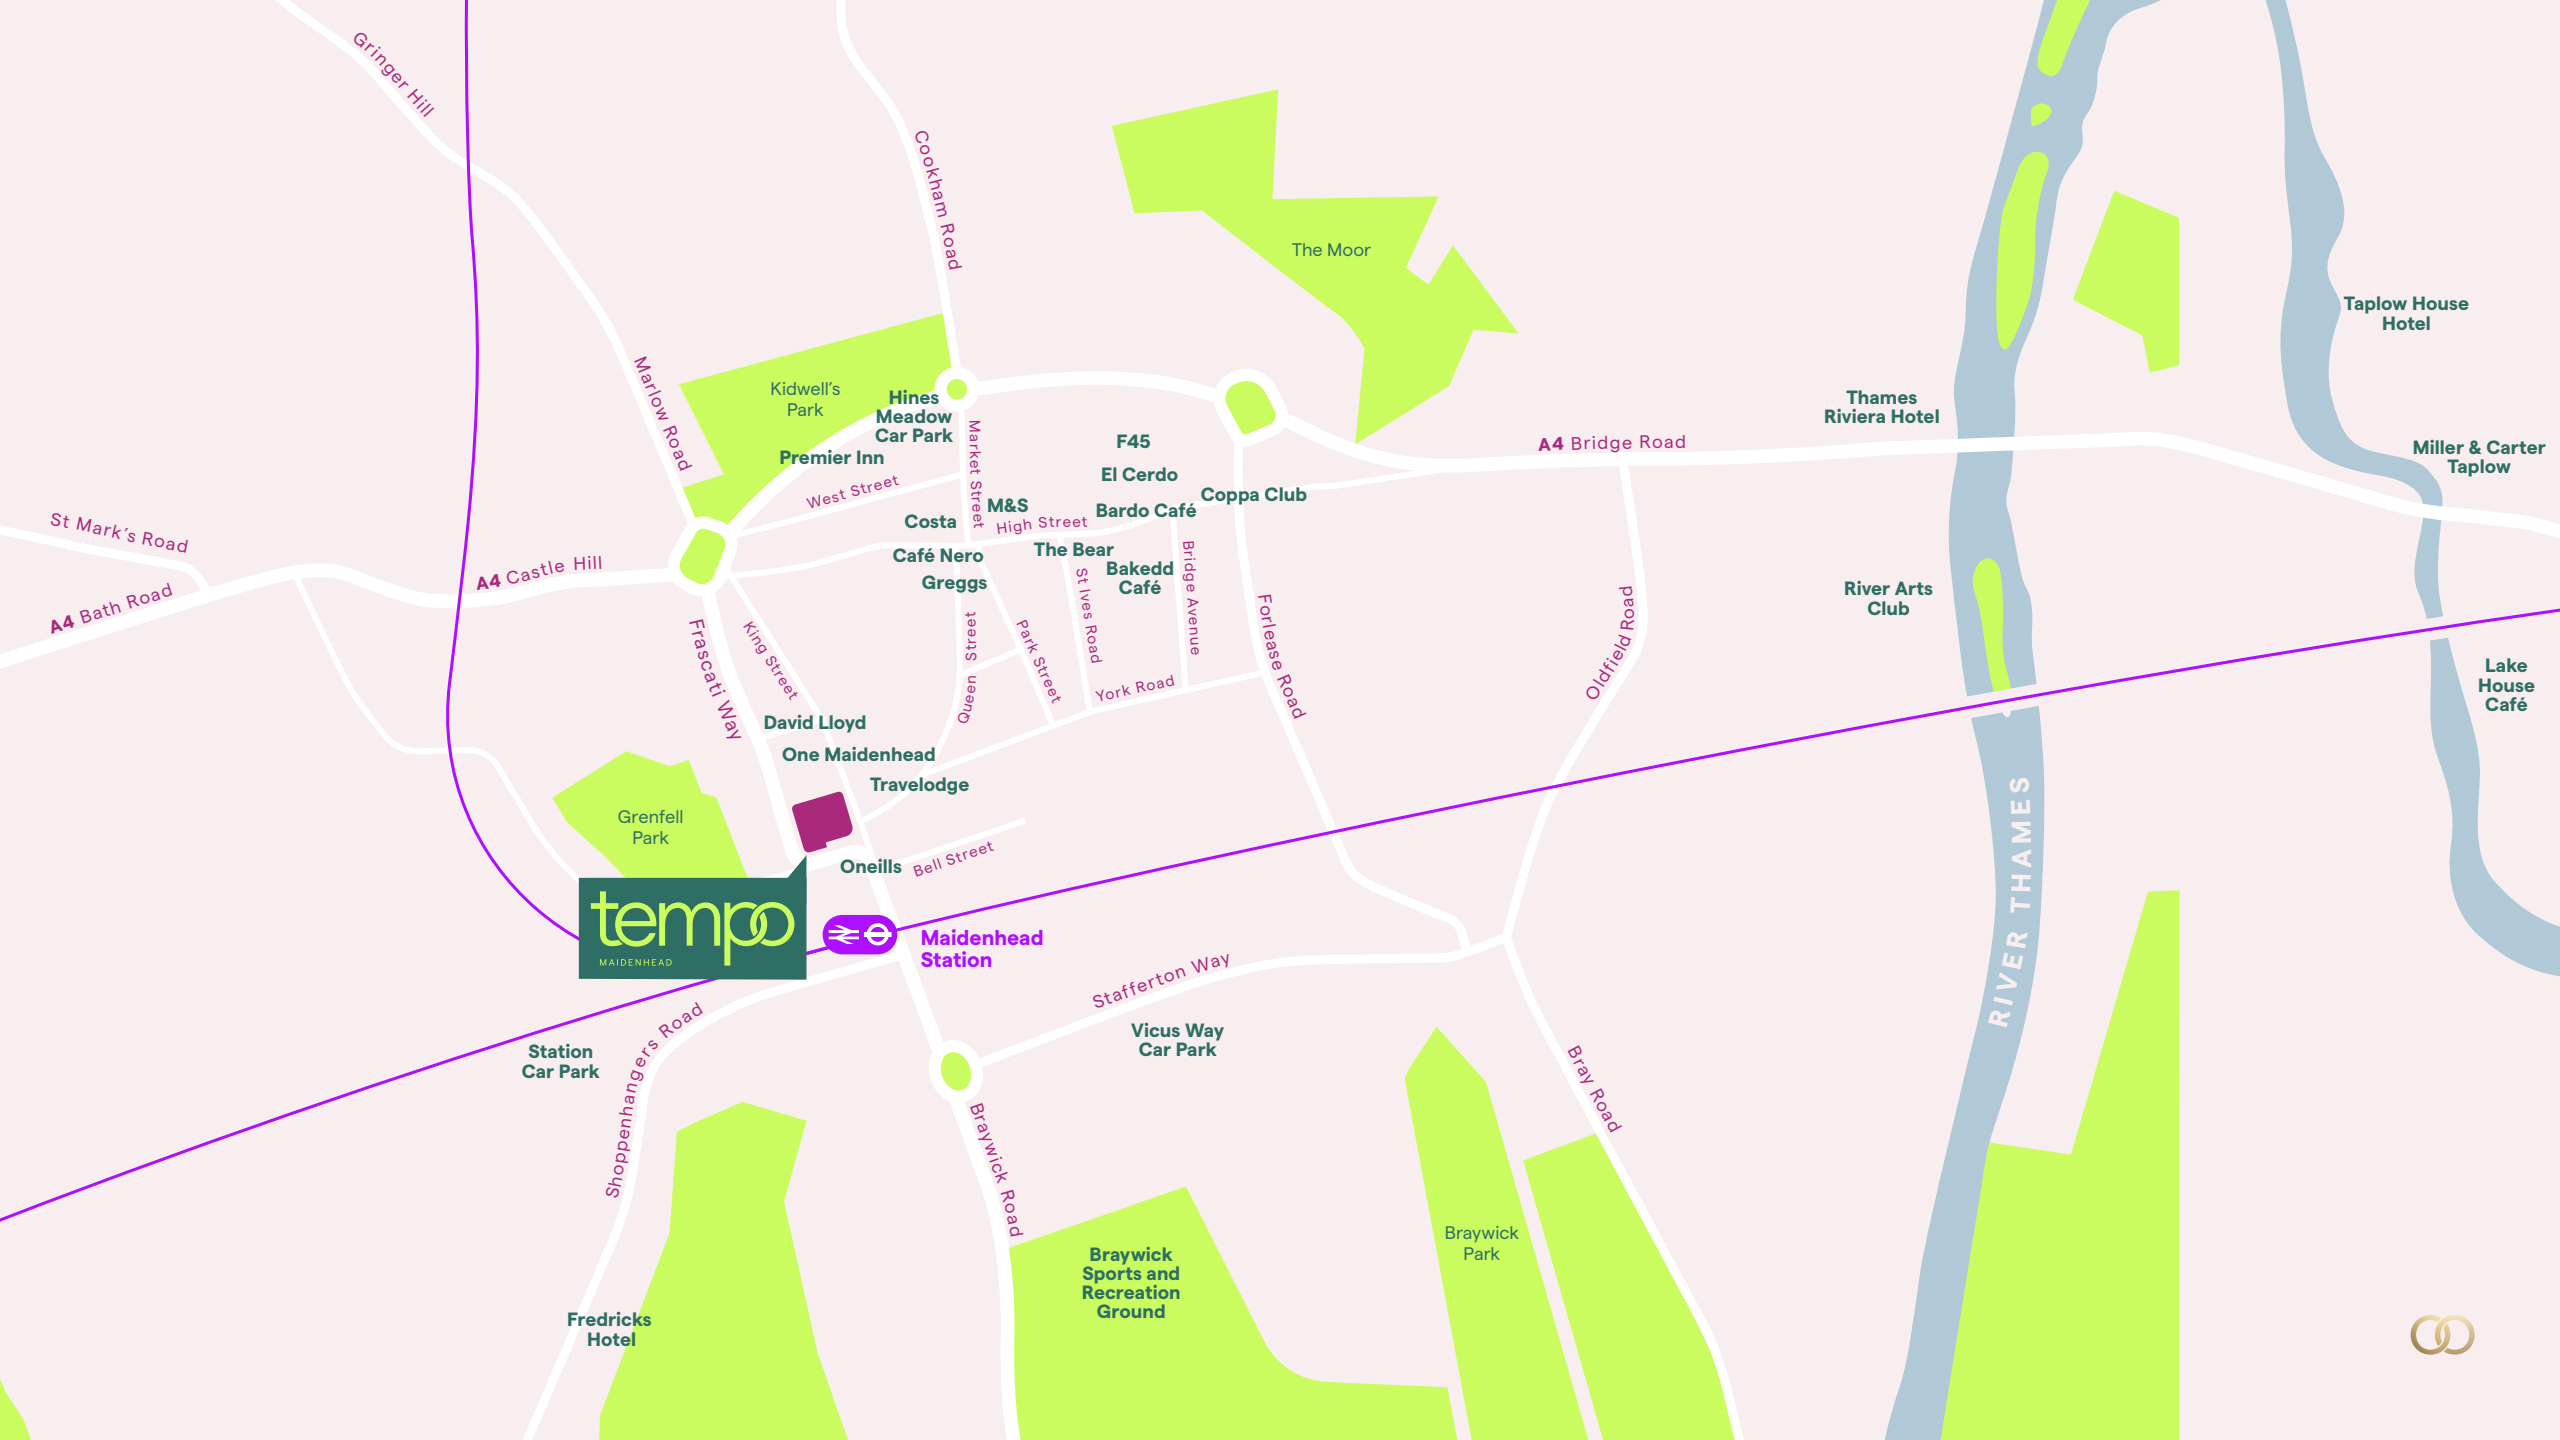 Gringer Hill
Cookham Road
The Moor
Taplow House
Hotel
Marlow Road
Kidwell's
Park
Hines
Meadow
Car Park
Thames
Riviera Hotel
Premier Inn
Market Street
F45
A4 Bridge Road
Miller & Carter
Taplow
El Cerdo
West Street
Coppa Club
M&S
Bardo Café
Costa
High Street
St Mark's Road
Café Nero
The Bear
Bakedd
Café
Greggs
A4 Castle Hill
A4 Bath Road
River Arts
Club
Frascati Way
King Street
Queen Street
Park Street
St Ives Road
Bridge Avenue
York Road
Forlease Road
Oldfield Road
Lake
House
Café
David Lloyd
One Maidenhead
Travelodge
Grenfell
Park
Oneills
Bell Street
tempo
MAIDENHEAD
Maidenhead
Station
RIVER THAMES
Stafferton Way
Vicus Way
Car Park
Shoppenhangers Road
Station
Car Park
Bray Road
Braywick Road
Braywick
Park
Braywick
Sports and
Recreation
Ground
Fredricks
Hotel